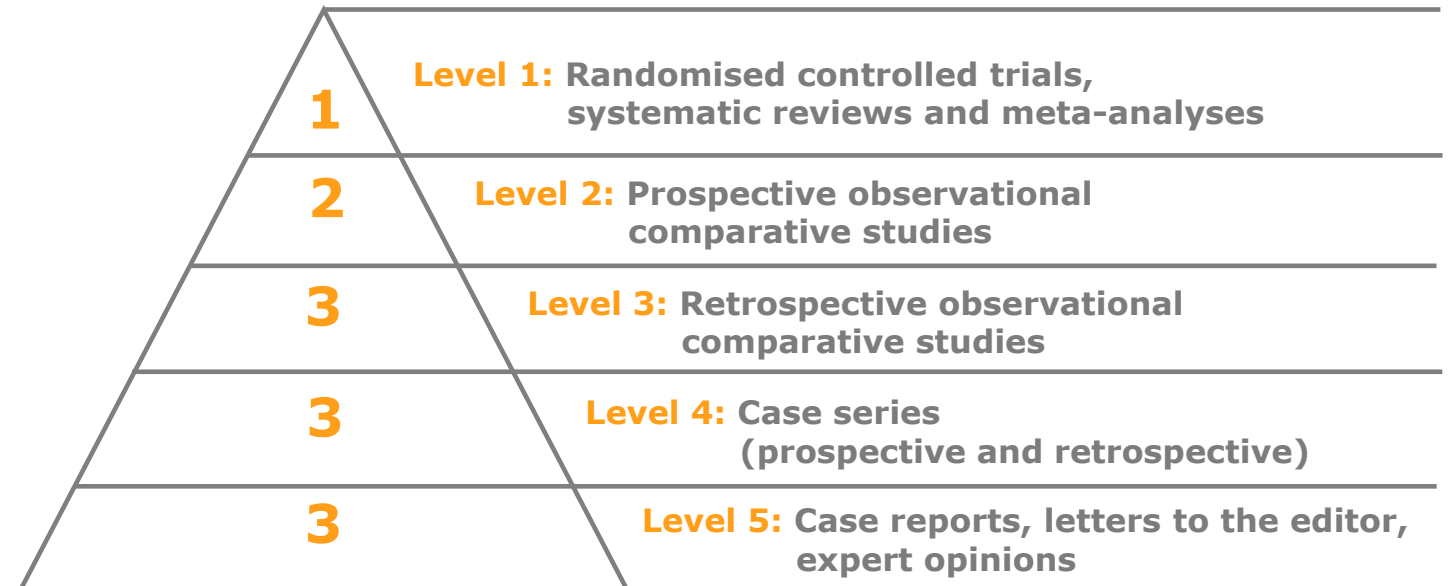 1
Level 1: Randomised controlled trials,
systematic reviews and meta-analyses
2
Level 2: Prospective observational
comparative studies
3
Level 3: Retrospective observational
comparative studies
3
Level 4: Case series
(prospective and retrospective)
3
Level 5: Case reports, letters to the editor,
expert opinions